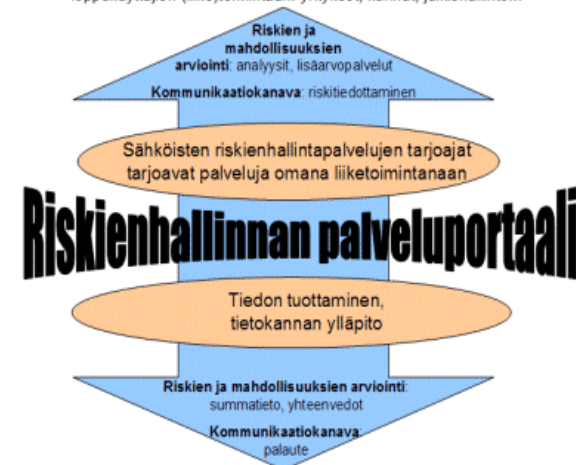 Riskien ja
mahdollisuuksien
arviointi: analyysit, lisäarvopalvelut
Kommunikaatiokanava: riskitiedottaminen
Sähköisten riskienhallintapalvelujen tarjoajat
tarjoavat palveluja omana liiketoimintanaan
Riskienhallinnan palveluportaali
Tiedon tuottaminen,
tietokannan ylläpito
Riskien ja mahdollisuuksien arviointi:
summatieto, yhteenvedot
Kommunikaatiokanava:
palaute